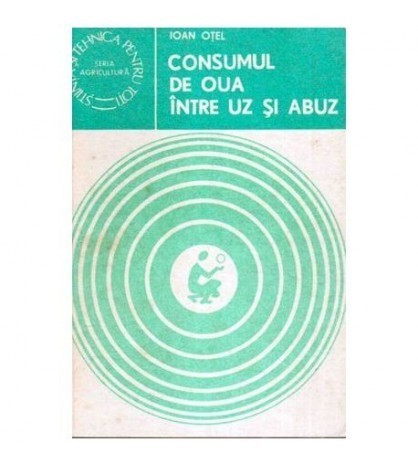 IOAN OȚEL
ȘTIINȚA ȘI TEHNICA PENTRU TOȚI
SERIA
AGRICULTURĂ
CONSUMUL
DE OUA
ÎNTRE UZ ȘI ABUZ